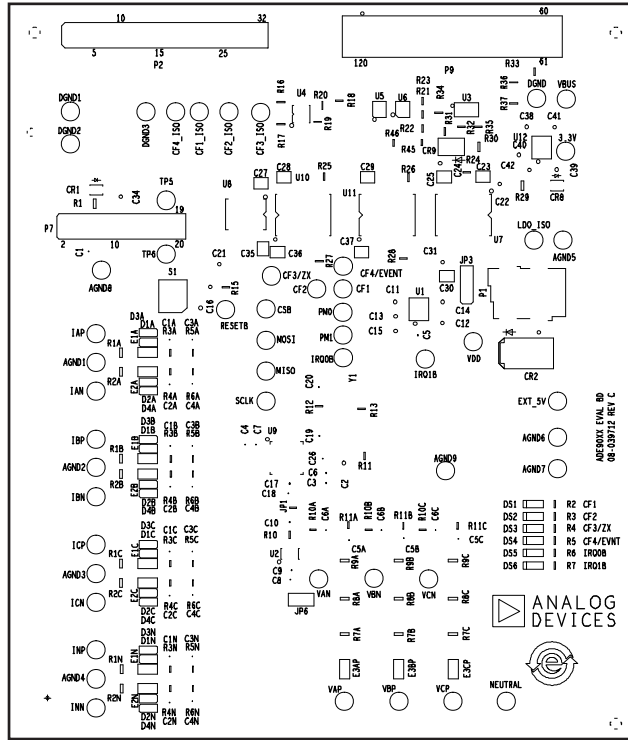 10 32 60
5 15 25 120 61
P2 P9 R33
DGND1 R16 U4 R20 R18 U5 U6 R23 R21 R34 U3 R36 DGND VBUS
DGND2 DGND3 CF4_ISO CF1_ISO CF2_ISO CF3_ISO R17 R19 R22 R31 R32 R35 R37 C38 C41
R46 R45 CR9 R30 U12 C40 3.3V
C27 C28 U10 R25 C29 R26 C25 C24 R24 C23 C42 C39
CR1 R1 C34 TP5 U8 U11 C22 R29 CR8
P7 19
2 10 20 TP6 C35 C36 C37 U7 LDO_ISO AGND5
C1 C21 R27 R28 C31
AGND8 S1 R15 CF3/ZX CF4/EVENT JP3 P1
C16 CF2 CF1 C11 U1 C30 C14
RESETB CSB PM0 C13 C12
D3A D1A C1A C3A
IAP E1A R3A R5A MOSI PM1 C15 C5 VDD
R1A
AGND1 MISO IRQ0B IRQ1B CR2
R2A Y1
IAN E2A R4A R6A C20
D2A C2A C4A SCLK R12 R13 EXT_5V
D4A
D3B D1B C1B C3B
IBP E1B R3B R5B C4 C7 U9 C19 AGND6
R1B
AGND2 C26 R11 AGND9 AGND7
R2B C6 C2
IBN E2B R4B R6B C17 C3
D2B C2B C4B C18
D4B JP1
ADE90XX EVAL BD
08-039712 REV C
D3C D1C C1C C3C C10 R10A C6A R11A R10B C6B R11B R10C C6C R11C
ICP E1C R3C R5C R10 C5A C5B C5C
R1C U2
AGND3 C9 R9A R9B R9C
R2C C8 VAN VBN VCN
ICN E2C R4C R6C JP6 R8A R8B R8C
D2C C2C C4C
D4C
DS1 R2 CF1
DS2 R3 CF2
DS3 R4 CF3/ZX
DS4 R5 CF4/EVNT
DS5 R6 IRQ0B
DS6 R7 IRQ1B
D3N D1N C1N C3N R7A R7B R7C
INP E1N R3N R5N
R1N
AGND4 E3AP E3BP E3CP
R2N
INN E2N R4N R6N VAP VBP VCP NEUTRAL
D2N C2N C4N
D4N
ANALOG
DEVICES